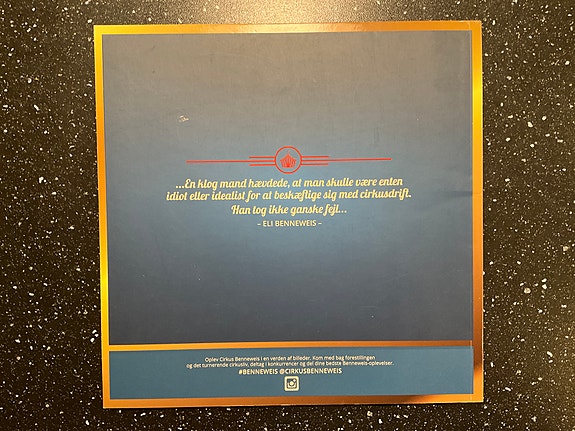 ...En klog mand hævdede, at man skulle være enten
idiot eller idealist for at beskæftige sig med cirkusdrift.
Han tog ikke ganske fejl...
– ELI BENNEWEIS –
Oplev Cirkus Benneweis i en verden af billeder. Kom med bag forestillingen
og det turnerende cirkusliv, deltag i konkurrencer og del dine bedste Benneweis-oplevelser.
#BENNEWEIS @CIRKUSBENNEWEIS